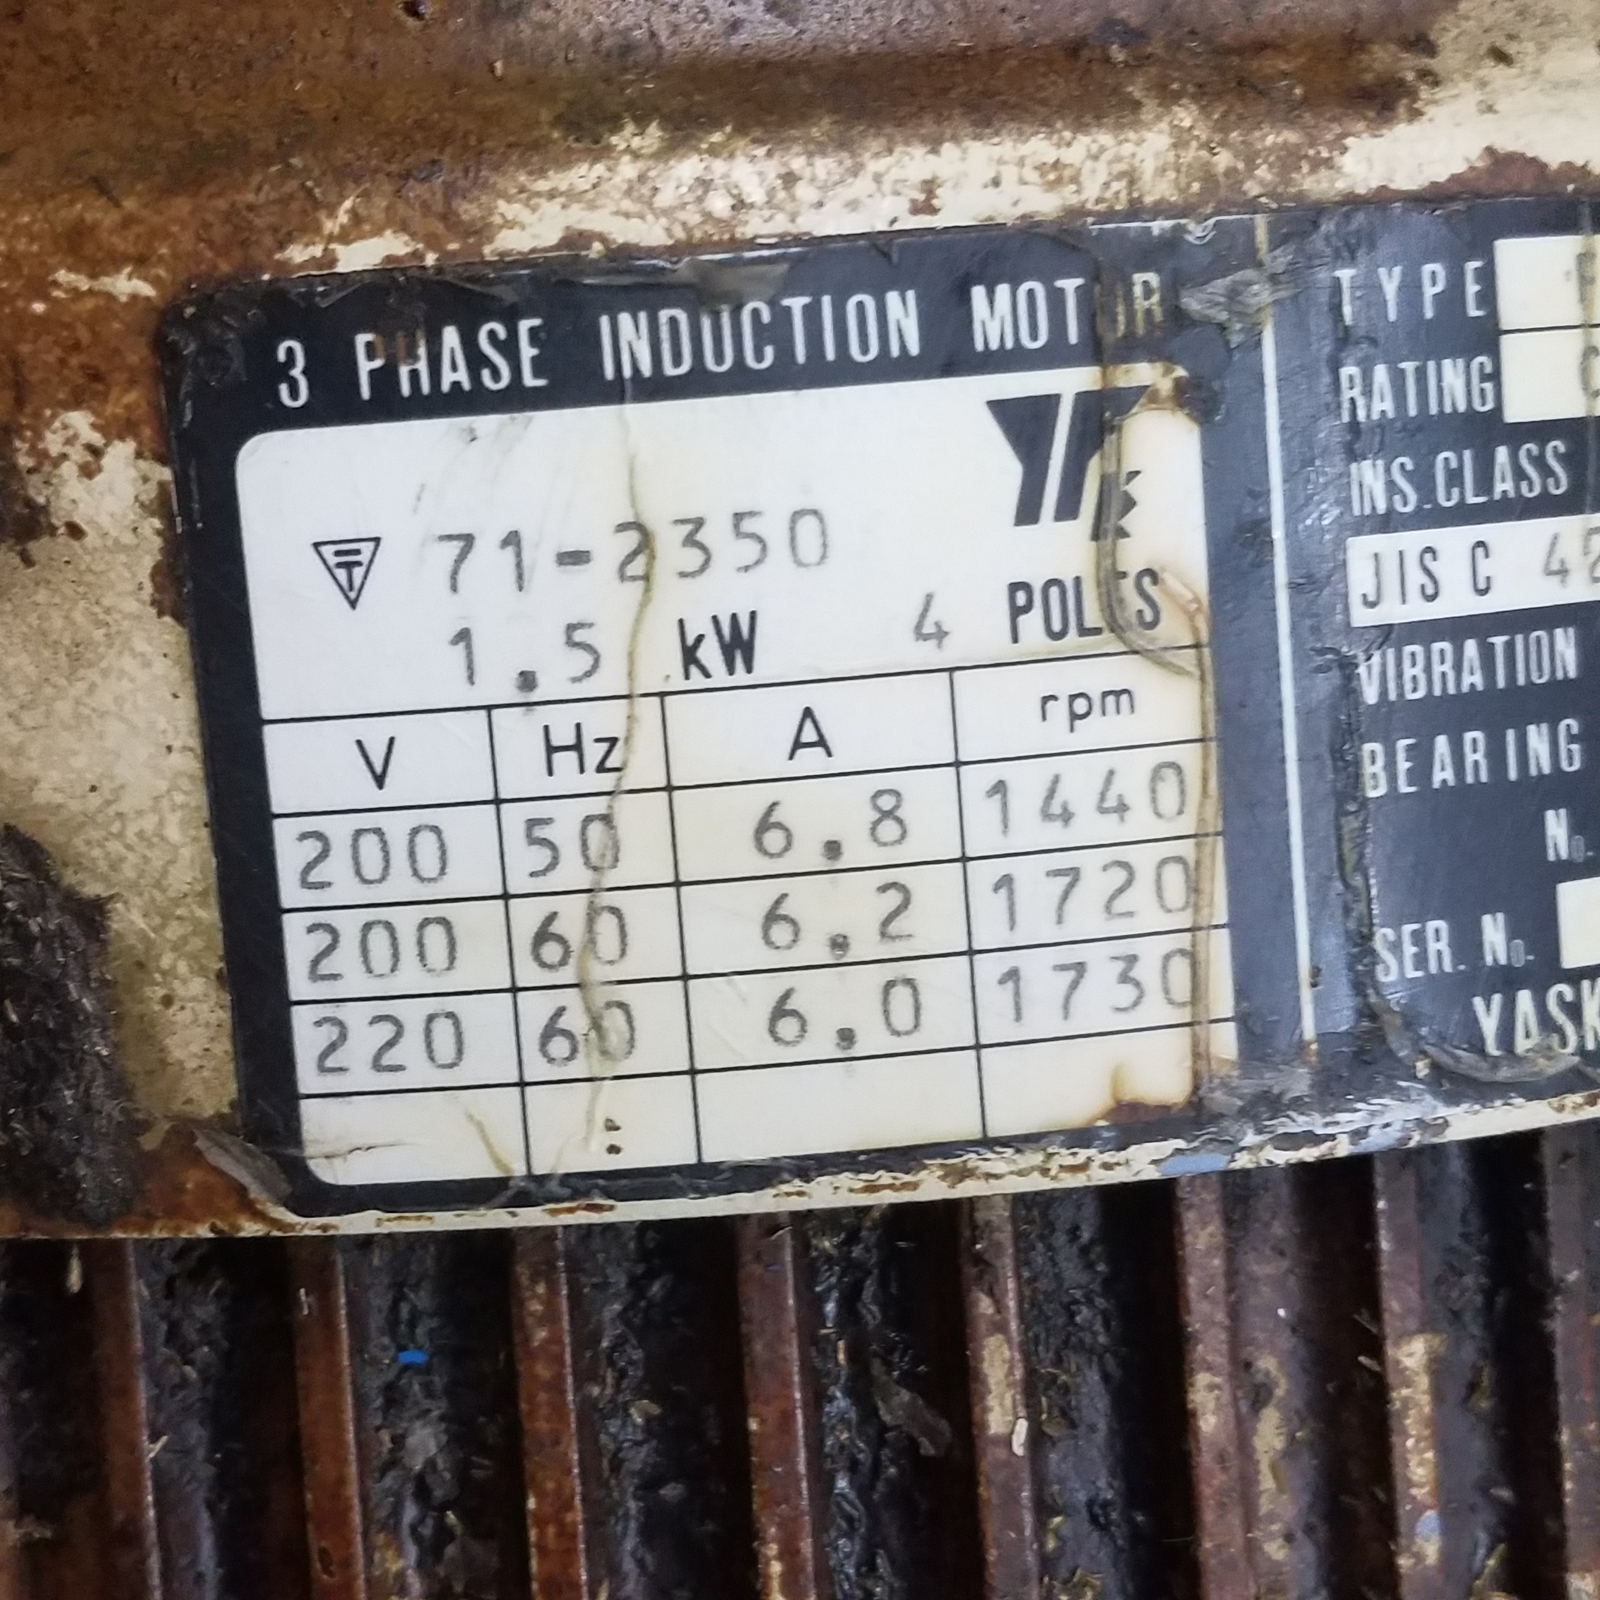 3 PHASE INDUCTION MOTOR
71-2350
1.5 kW 4 POLES
V Hz A rpm
200 50 6.8 1440
200 60 6.2 1720
220 60 6.0 1730
TYPE
RATING
INS.CLASS
JIS C 42
VIBRATION
BEARING
No.
SER. No.
YASK